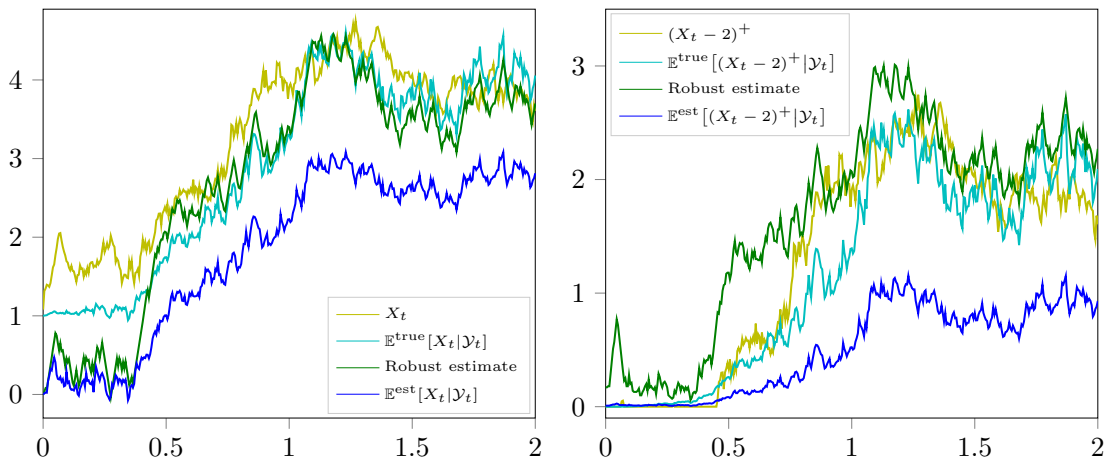 4
3
2
1
0
0
0.5
1
1.5
2
X_t
𝔼^true[X_t|𝒴_t]
Robust estimate
𝔼^est[X_t|𝒴_t]
3
2
1
0
0
0.5
1
1.5
2
(X_t − 2)^+
𝔼^true[(X_t − 2)^+|𝒴_t]
Robust estimate
𝔼^est[(X_t − 2)^+|𝒴_t]